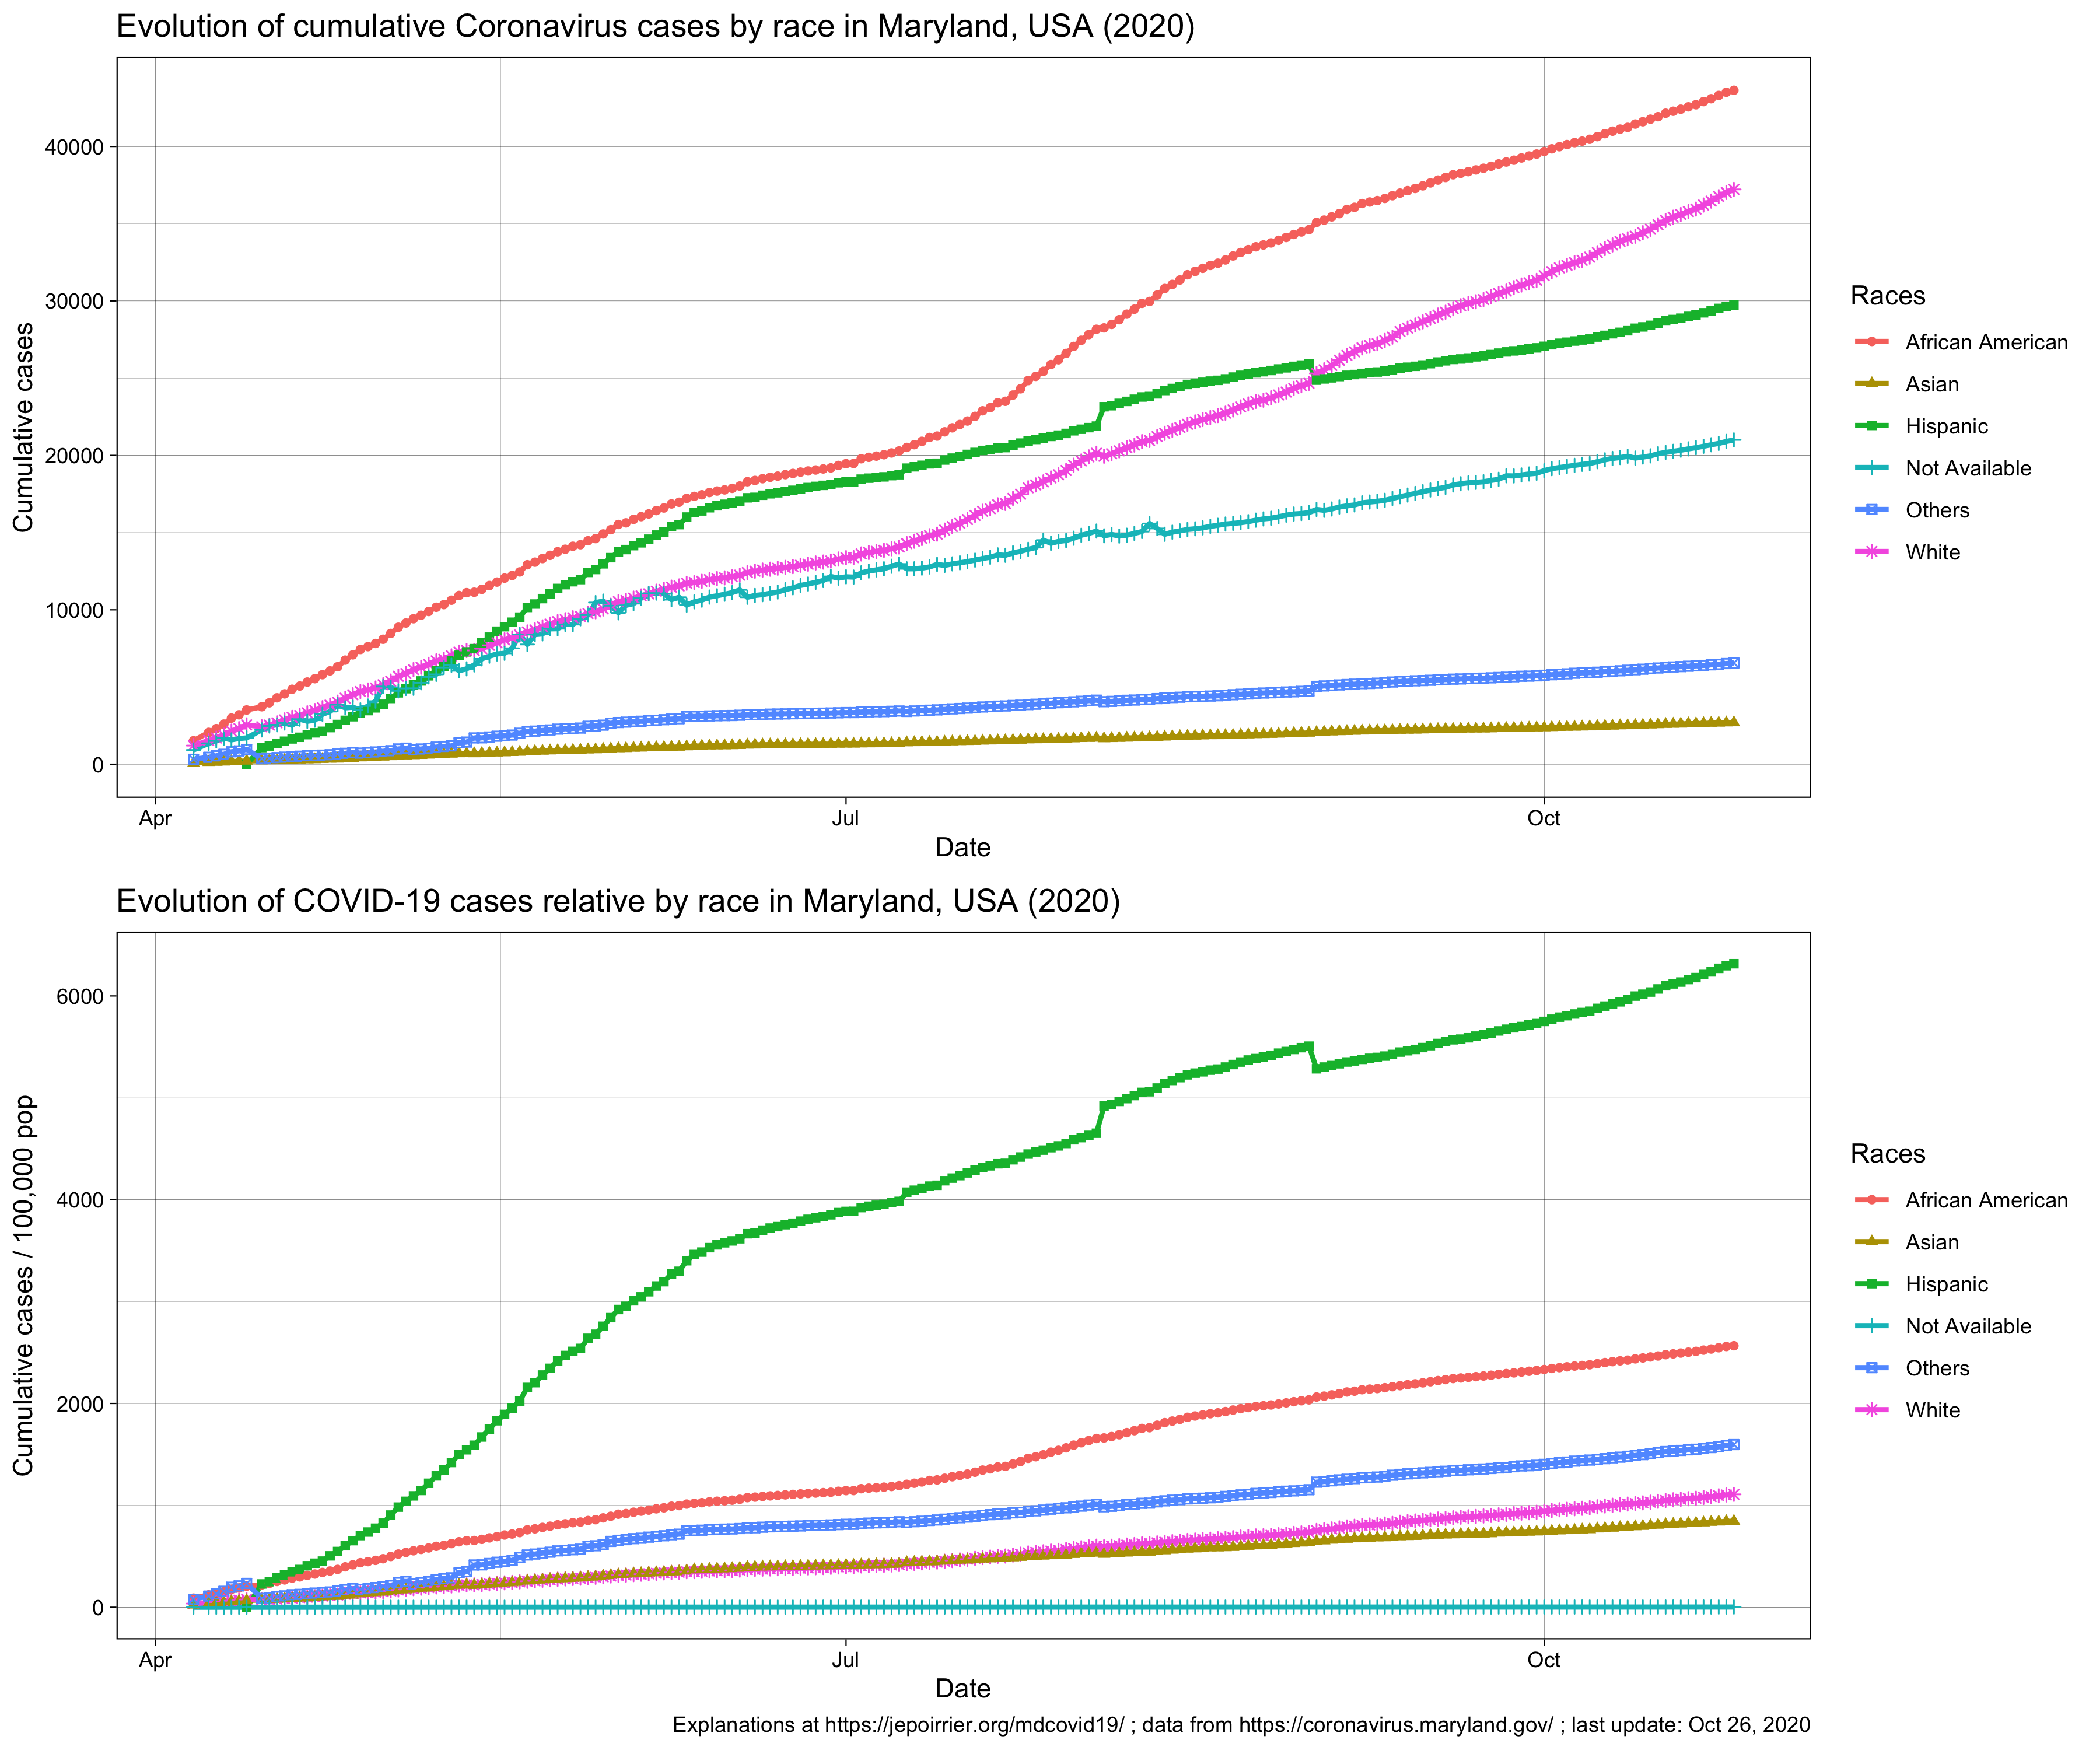 Evolution of cumulative Coronavirus cases by race in Maryland, USA (2020)
Cumulative cases
40000
30000
20000
10000
0
Apr
Jul
Oct
Date
Races
African American
Asian
Hispanic
Not Available
Others
White
Evolution of COVID-19 cases relative by race in Maryland, USA (2020)
Cumulative cases / 100,000 pop
6000
4000
2000
0
Apr
Jul
Oct
Date
Races
African American
Asian
Hispanic
Not Available
Others
White
Explanations at https://jepoirrier.org/mdcovid19/ ; data from https://coronavirus.maryland.gov/ ; last update: Oct 26, 2020